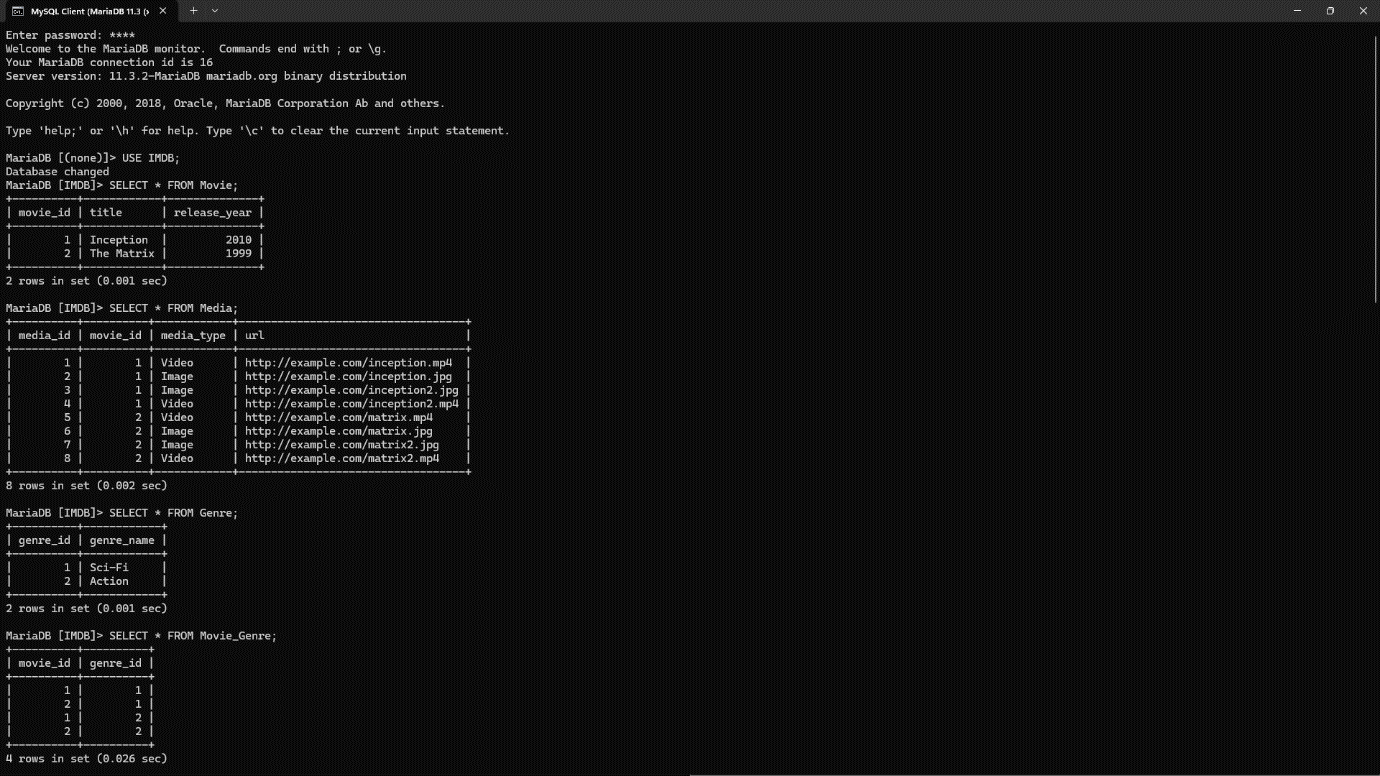 MySQL Client (MariaDB 11.3 (x
Enter password: ****
Welcome to the MariaDB monitor.  Commands end with ; or \g.
Your MariaDB connection id is 16
Server version: 11.3.2-MariaDB mariadb.org binary distribution
Copyright (c) 2000, 2018, Oracle, MariaDB Corporation Ab and others.
Type 'help;' or '\h' for help. Type '\c' to clear the current input statement.
MariaDB [(none)]> USE IMDB;
Database changed
MariaDB [IMDB]> SELECT * FROM Movie;
+----------+------------+--------------+
| movie_id | title      | release_year |
+----------+------------+--------------+
|        1 | Inception  |         2010 |
|        2 | The Matrix |         1999 |
+----------+------------+--------------+
2 rows in set (0.001 sec)
MariaDB [IMDB]> SELECT * FROM Media;
+----------+----------+------------+-----------------------------------+
| media_id | movie_id | media_type | url                               |
+----------+----------+------------+-----------------------------------+
|        1 |        1 | Video      | http://example.com/inception.mp4  |
|        2 |        1 | Image      | http://example.com/inception.jpg  |
|        3 |        1 | Image      | http://example.com/inception2.jpg |
|        4 |        1 | Video      | http://example.com/inception2.mp4 |
|        5 |        2 | Video      | http://example.com/matrix.mp4     |
|        6 |        2 | Image      | http://example.com/matrix.jpg     |
|        7 |        2 | Image      | http://example.com/matrix2.jpg    |
|        8 |        2 | Video      | http://example.com/matrix2.mp4    |
+----------+----------+------------+-----------------------------------+
8 rows in set (0.002 sec)
MariaDB [IMDB]> SELECT * FROM Genre;
+----------+------------+
| genre_id | genre_name |
+----------+------------+
|        1 | Sci-Fi     |
|        2 | Action     |
+----------+------------+
2 rows in set (0.001 sec)
MariaDB [IMDB]> SELECT * FROM Movie_Genre;
+----------+----------+
| movie_id | genre_id |
+----------+----------+
|        1 |        1 |
|        2 |        1 |
|        1 |        2 |
|        2 |        2 |
+----------+----------+
4 rows in set (0.026 sec)